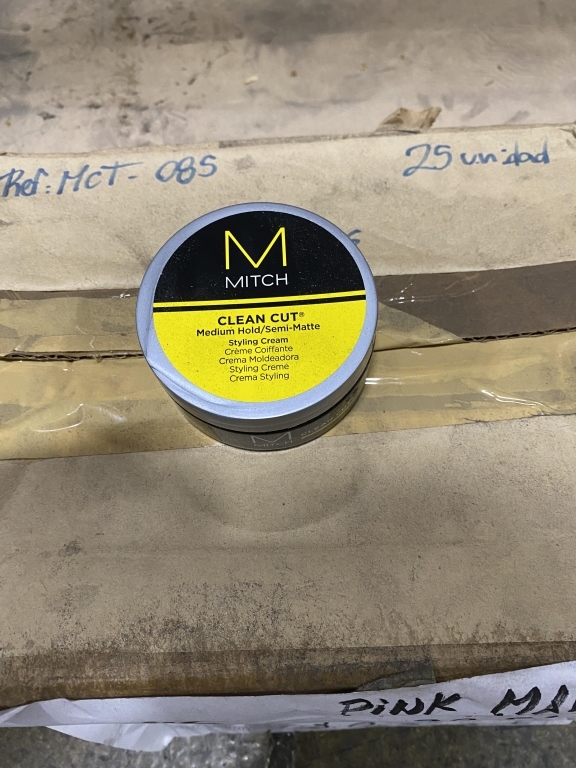 Ref: MCT-085
25 unidad
M
MITCH
CLEAN CUT®
Medium Hold/Semi-Matte
Styling Cream
Crème Coiffante
Crema Moldeadora
Styling Creme
Crema Styling
M
MITCH
PINK